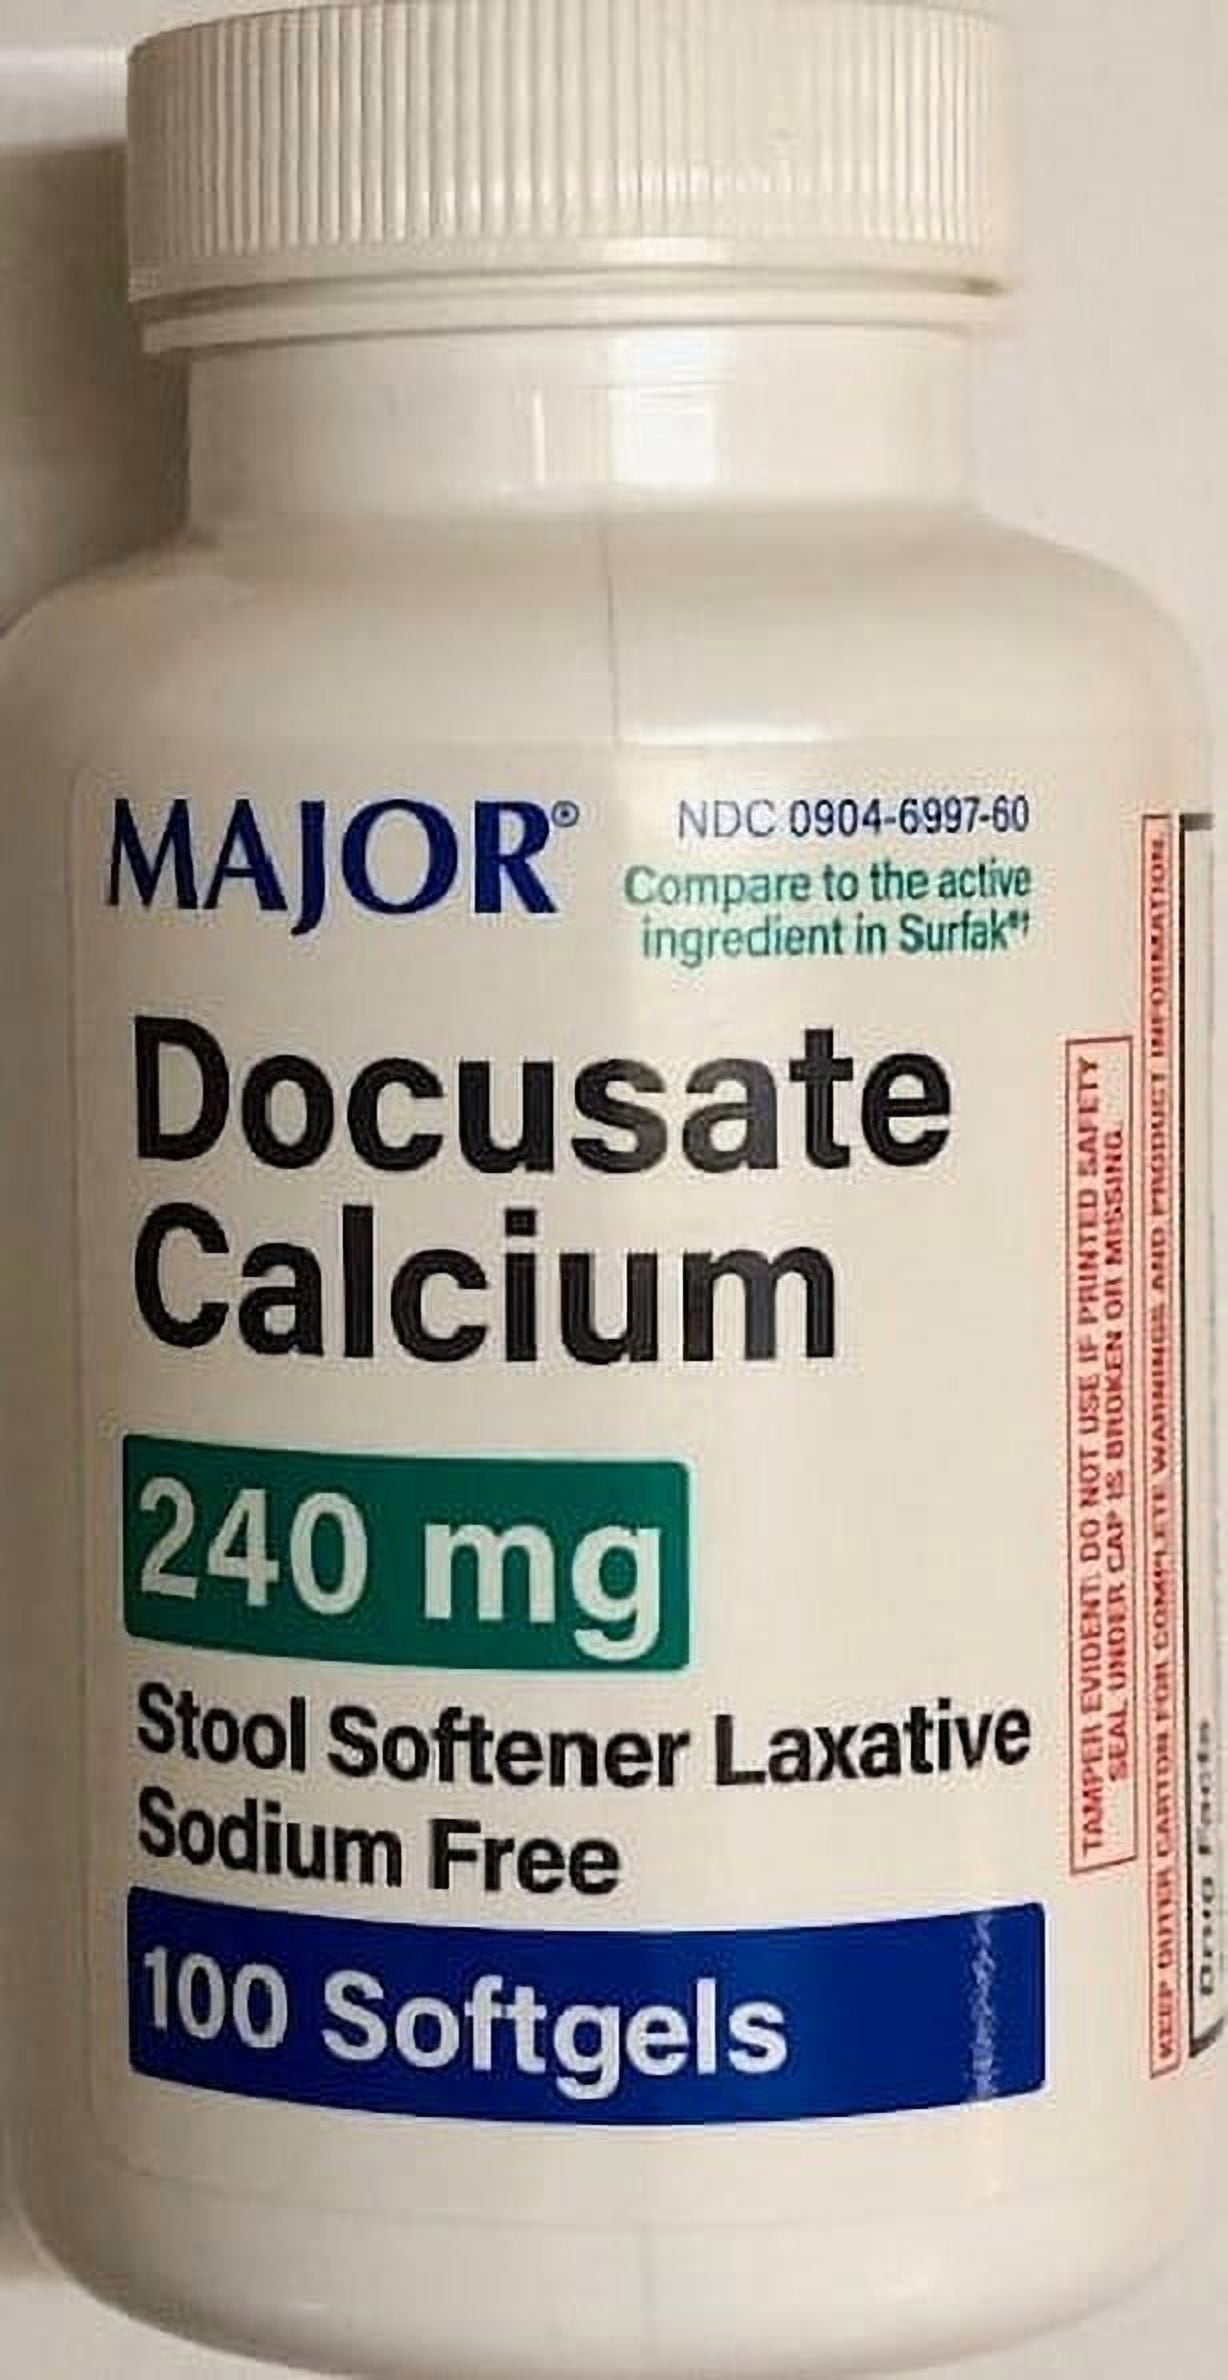 MAJOR®
NDC 0904-6997-60
Compare to the active
ingredient in Surfak®†
Docusate
Calcium
240 mg
Stool Softener Laxative
Sodium Free
100 Softgels
TAMPER EVIDENT: DO NOT USE IF PRINTED SAFETY
SEAL UNDER CAP IS BROKEN OR MISSING.
KEEP OUTER CARTON FOR COMPLETE WARNINGS AND PRODUCT INFORMATION.
Drug Facts